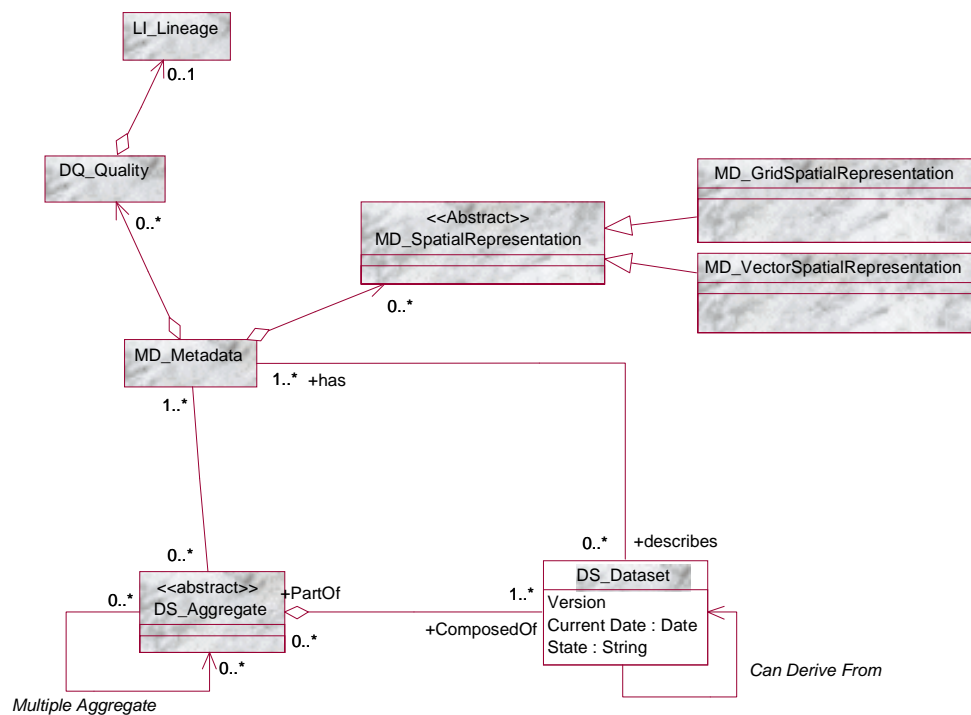 LI_Lineage
0..1
DQ_Quality
0..*
<<Abstract>>
MD_SpatialRepresentation
0..*
MD_GridSpatialRepresentation
MD_VectorSpatialRepresentation
MD_Metadata
1..*
+has
1..*
0..*
+describes
0..*
<<abstract>>
DS_Aggregate
+PartOf
0..*
0..*
0..*
Multiple Aggregate
1..*
+ComposedOf
DS_Dataset
Version
Current Date : Date
State : String
Can Derive From